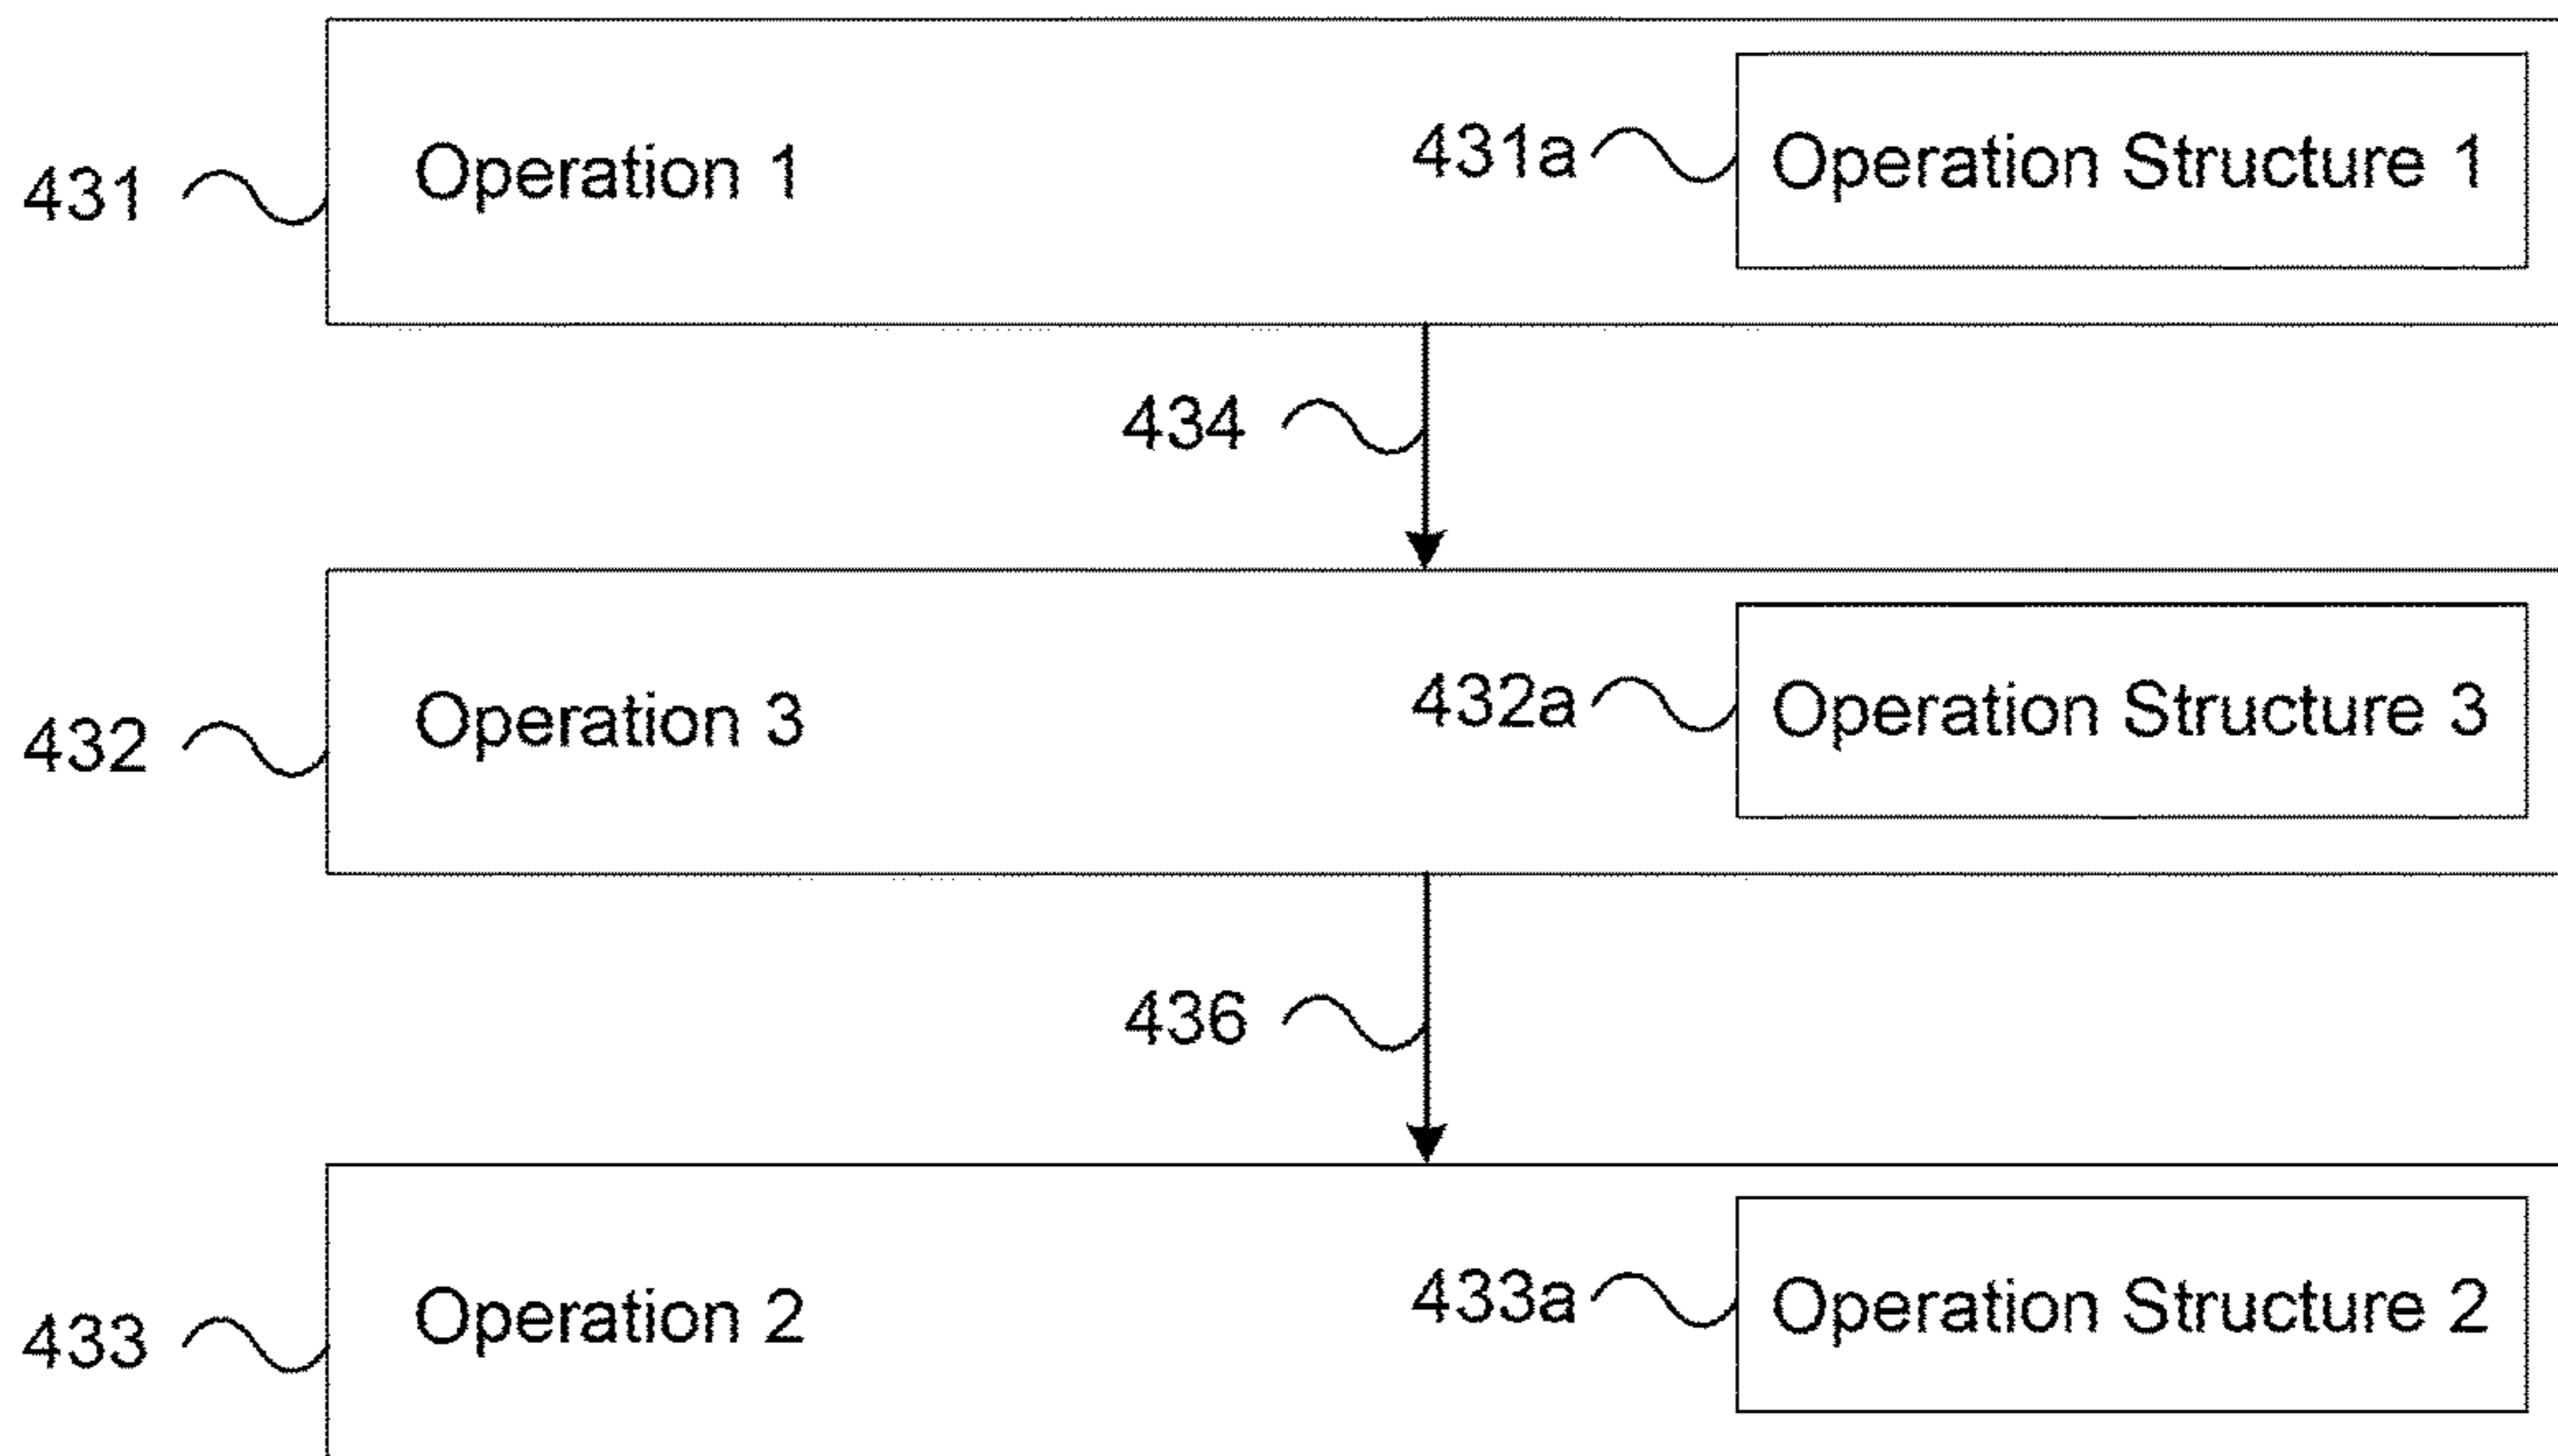 431
Operation 1
431a
Operation Structure 1
434
432
Operation 3
432a
Operation Structure 3
436
433
Operation 2
433a
Operation Structure 2